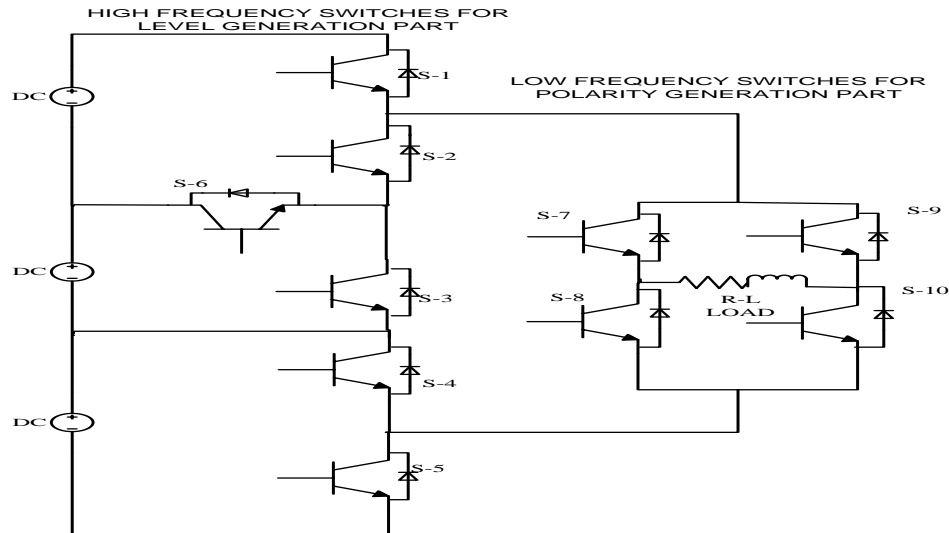 HIGH FREQUENCY SWITCHES FOR
LEVEL GENERATION PART
S-1
LOW FREQUENCY SWITCHES FOR
POLARITY GENERATION PART
DC
S-2
S-6
S-7
S-9
DC
S-3
S-8
R-L
LOAD
S-10
S-4
DC
S-5